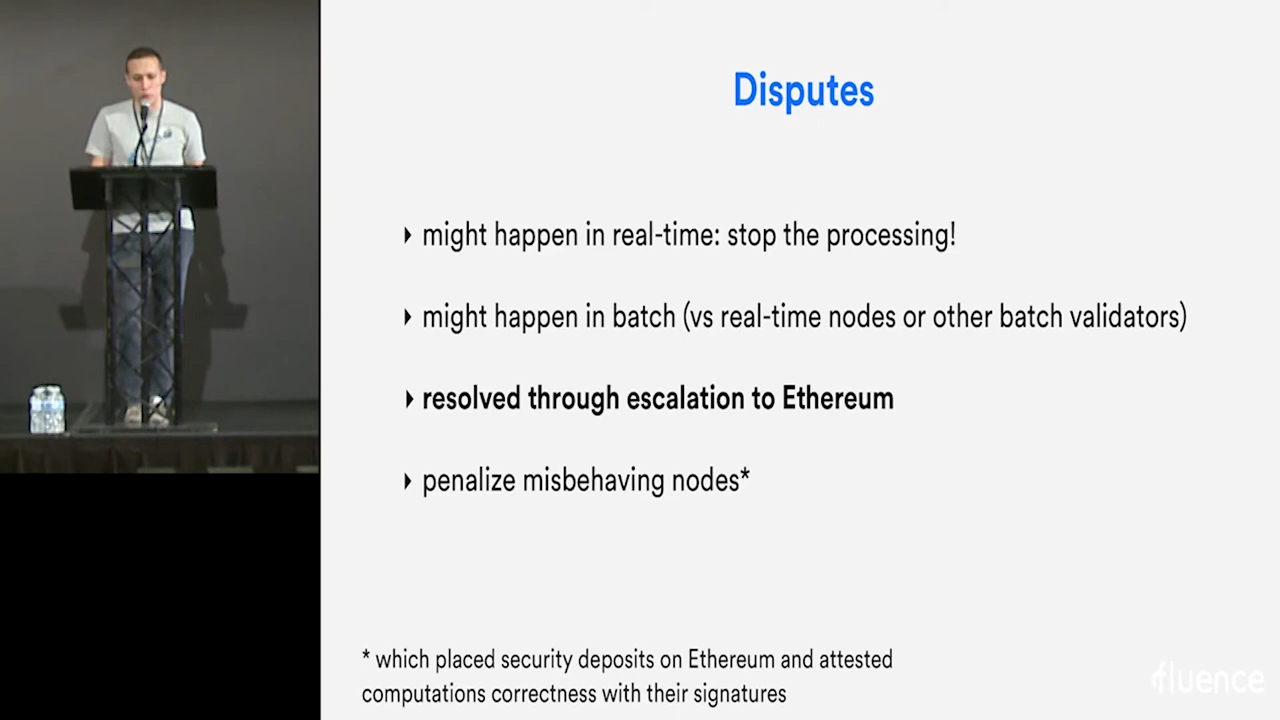 Disputes
might happen in real-time: stop the processing!
might happen in batch (vs real-time nodes or other batch validators)
resolved through escalation to Ethereum
penalize misbehaving nodes*
* which placed security deposits on Ethereum and attested
computations correctness with their signatures
fluence